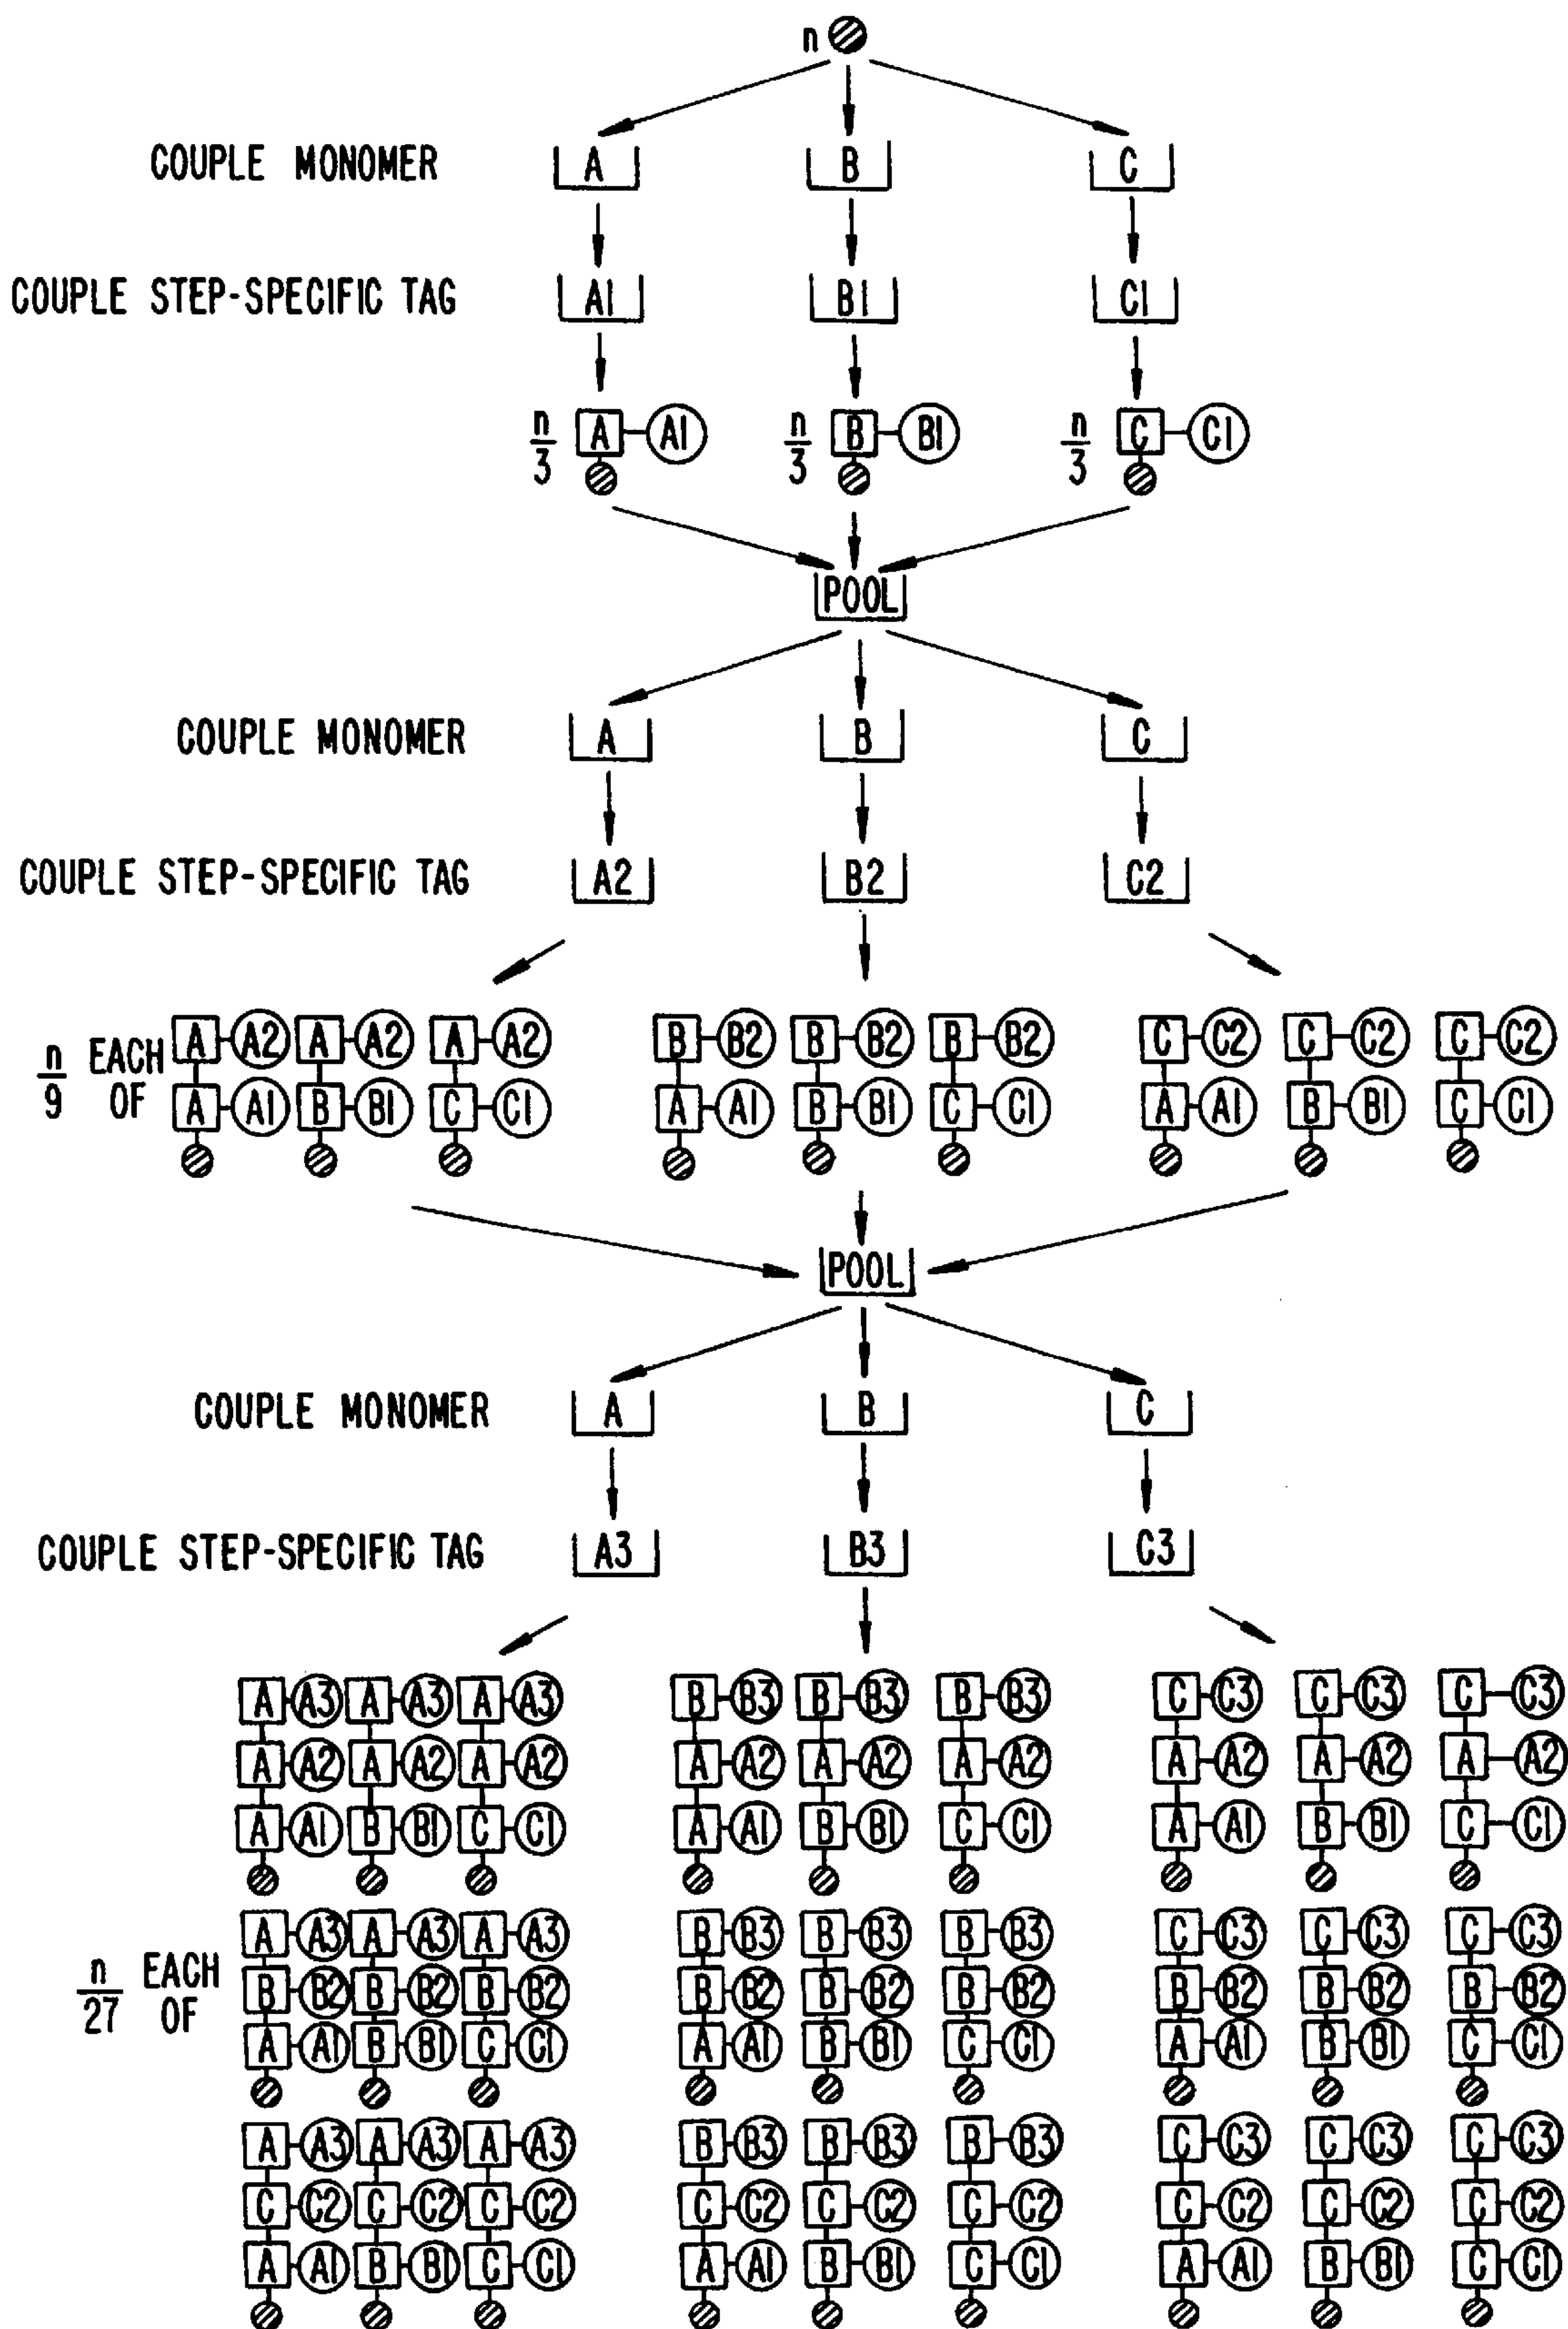 n
COUPLE MONOMER A B C
COUPLE STEP-SPECIFIC TAG A1 B1 C1
n/3 A A1 n/3 B B1 n/3 C C1
POOL
COUPLE MONOMER A B C
COUPLE STEP-SPECIFIC TAG A2 B2 C2
A A2 A A2 A A2 B B2 B B2 B B2 C C2 C C2 C C2
n/9 EACH OF
A A1 B B1 C C1 A A1 B B1 C C1 A A1 B B1 C C1
POOL
COUPLE MONOMER A B C
COUPLE STEP-SPECIFIC TAG A3 B3 C3
A A3 A A3 A A3 B B3 B B3 B B3 C C3 C C3 C C3
A A2 A A2 A A2 A A2 A A2 A A2 A A2 A A2 A A2
A A1 B B1 C C1 A A1 B B1 C C1 A A1 B B1 C C1
A A3 A A3 A A3 B B3 B B3 B B3 C C3 C C3 C C3
n/27 EACH OF
B B2 B B2 B B2 B B2 B B2 B B2 B B2 B B2 B B2
A A1 B B1 C C1 A A1 B B1 C C1 A A1 B B1 C C1
A A3 A A3 A A3 B B3 B B3 B B3 C C3 C C3 C C3
C C2 C C2 C C2 C C2 C C2 C C2 C C2 C C2 C C2
A A1 B B1 C C1 A A1 B B1 C C1 A A1 B B1 C C1